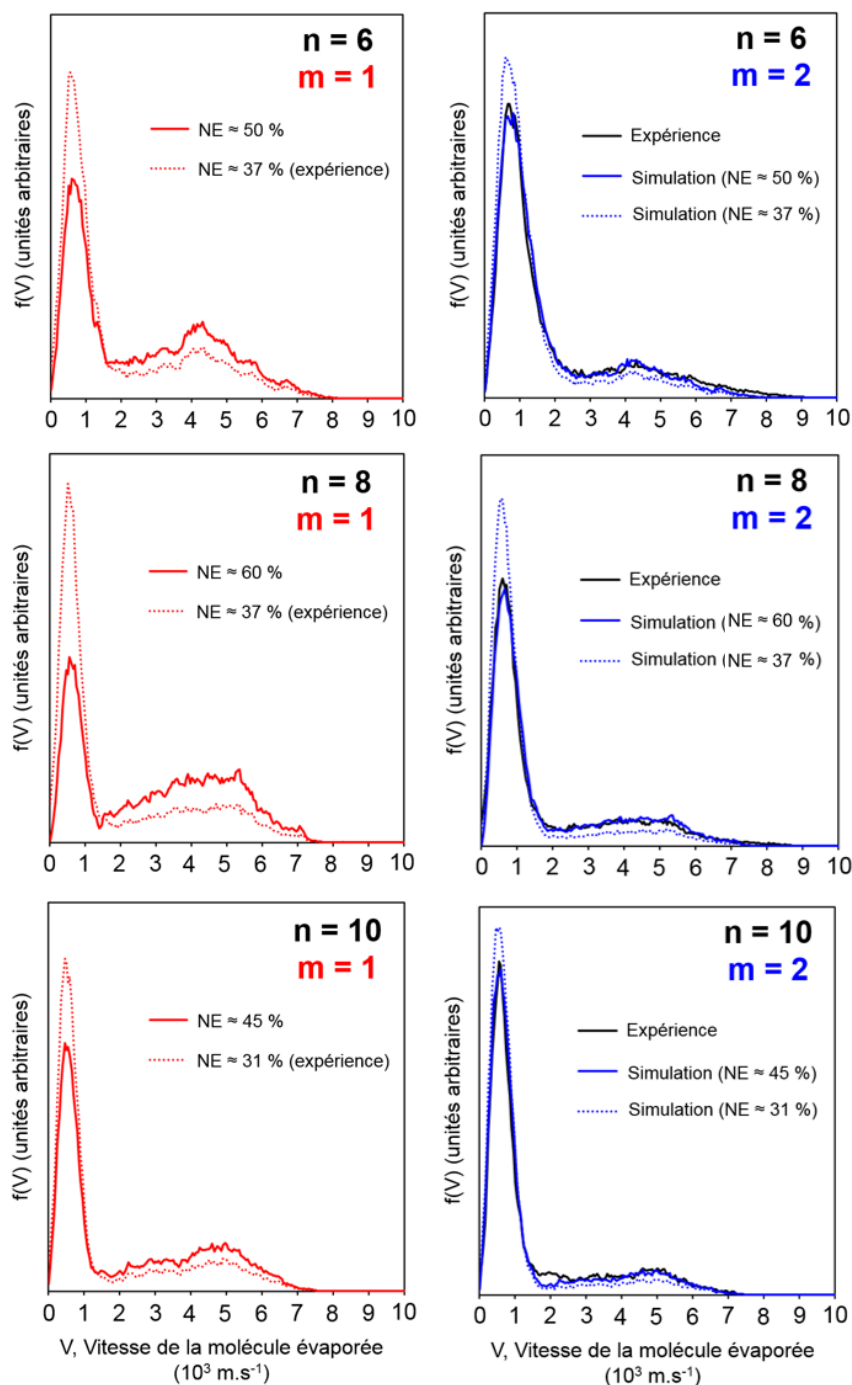 n = 6
m = 1
NE ≈ 50 %
NE ≈ 37 % (expérience)
f(V) (unités arbitraires)
0 1 2 3 4 5 6 7 8 9 10
n = 6
m = 2
Expérience
Simulation (NE ≈ 50 %)
Simulation (NE ≈ 37 %)
f(V) (unités arbitraires)
0 1 2 3 4 5 6 7 8 9 10
n = 8
m = 1
NE ≈ 60 %
NE ≈ 37 % (expérience)
f(V) (unités arbitraires)
0 1 2 3 4 5 6 7 8 9 10
n = 8
m = 2
Expérience
Simulation (NE ≈ 60 %)
Simulation (NE ≈ 37 %)
f(V) (unités arbitraires)
0 1 2 3 4 5 6 7 8 9 10
n = 10
m = 1
NE ≈ 45 %
NE ≈ 31 % (expérience)
f(V) (unités arbitraires)
0 1 2 3 4 5 6 7 8 9 10
V, Vitesse de la molécule évaporée
(10³ m.s⁻¹)
n = 10
m = 2
Expérience
Simulation (NE ≈ 45 %)
Simulation (NE ≈ 31 %)
f(V) (unités arbitraires)
0 1 2 3 4 5 6 7 8 9 10
V, Vitesse de la molécule évaporée
(10³ m.s⁻¹)